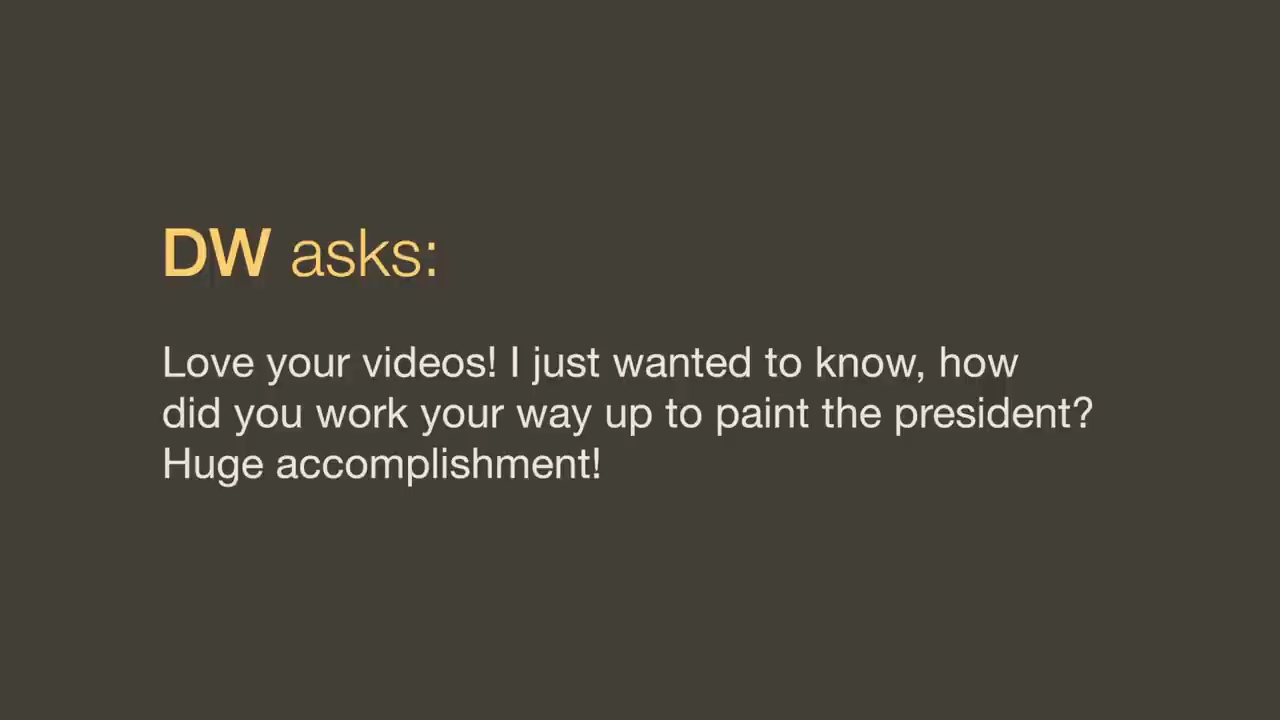 DW asks:
Love your videos! I just wanted to know, how
did you work your way up to paint the president?
Huge accomplishment!